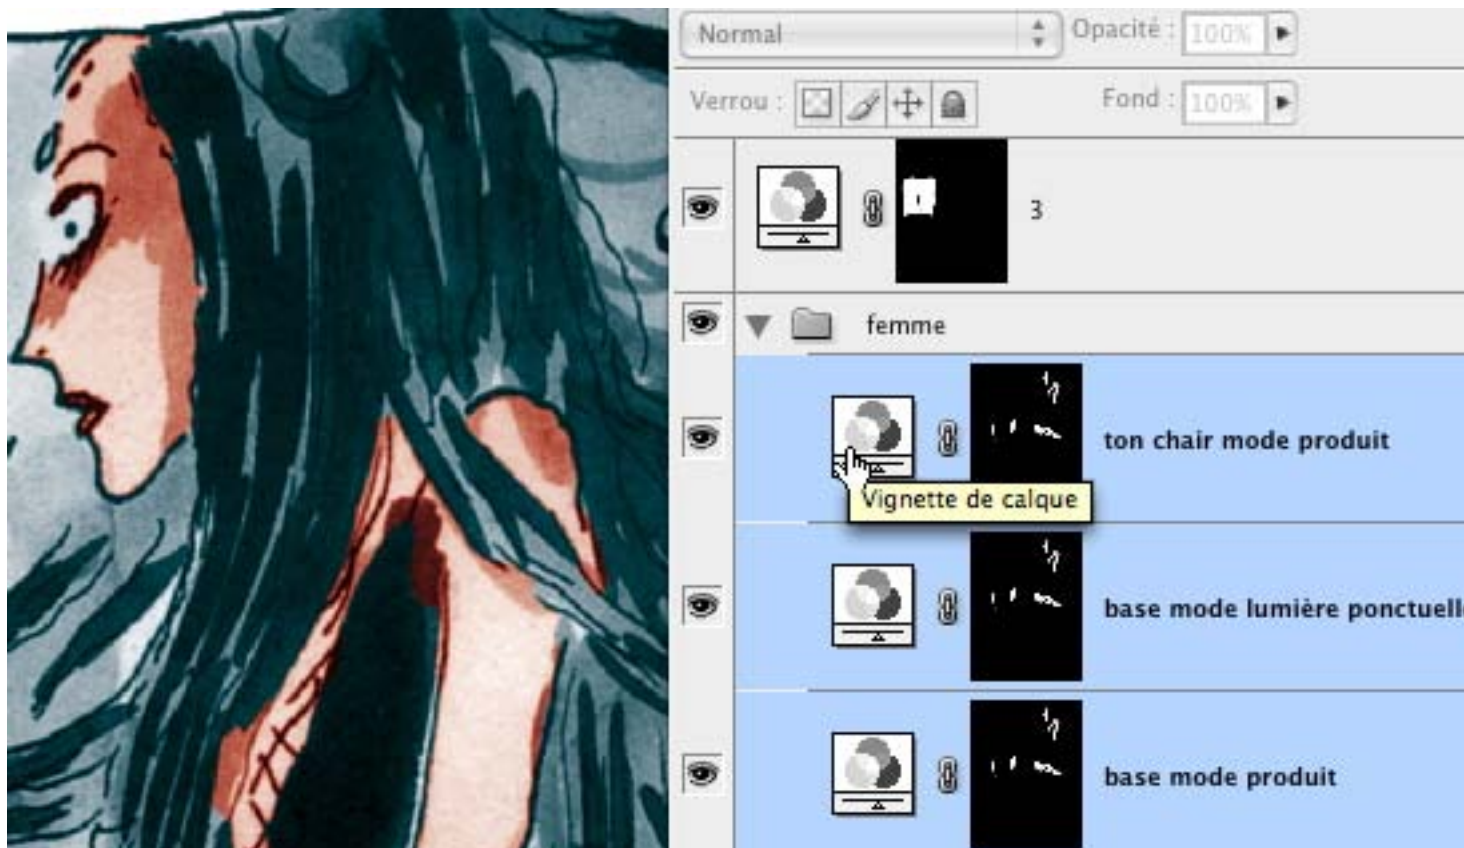 Normal
Opacité :
100%
Verrou :
Fond :
100%
3
femme
ton chair mode produit
Vignette de calque
base mode lumière ponctuell
base mode produit